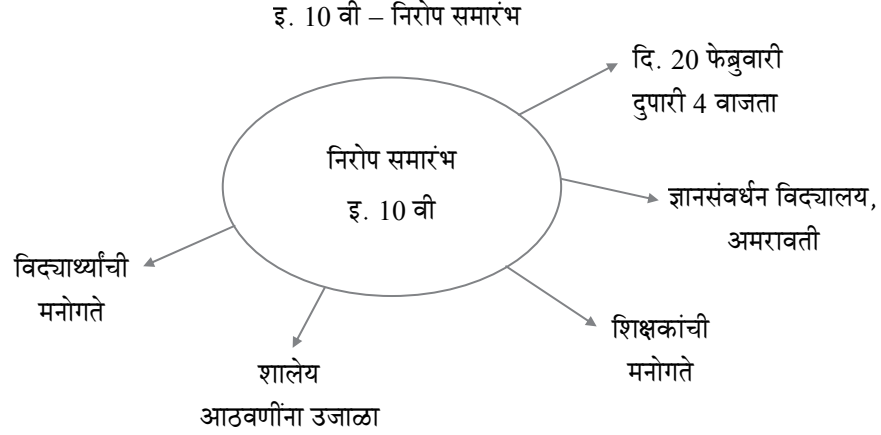 इ. 10 वी – निरोप समारंभ
दि. 20 फेब्रुवारी
दुपारी 4 वाजता
निरोप समारंभ
इ. 10 वी
ज्ञानसंवर्धन विद्यालय,
अमरावती
विद्यार्थ्यांची
मनोगते
शिक्षकांची
मनोगते
शालेय
आठवणींना उजाळा